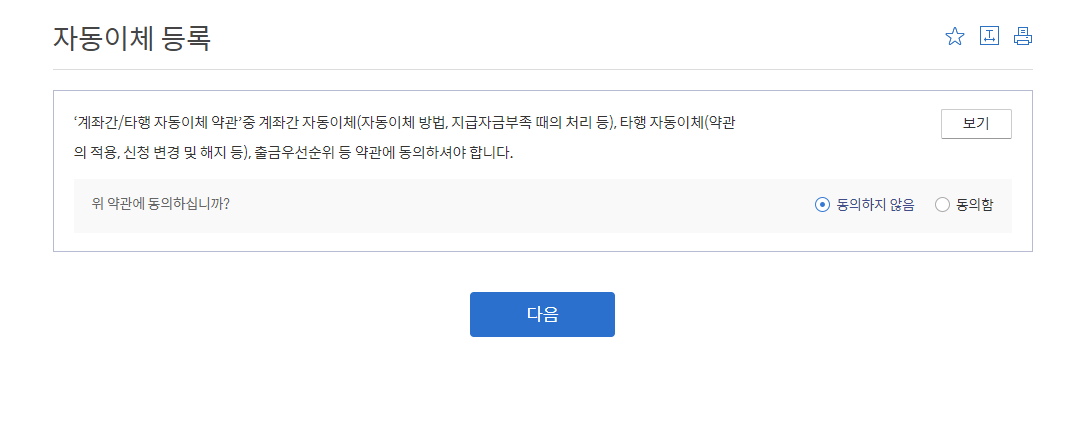 자동이체 등록
‘계좌간/타행 자동이체 약관’중 계좌간 자동이체(자동이체 방법, 지급자금부족 때의 처리 등), 타행 자동이체(약관
의 적용, 신청 변경 및 해지 등), 출금우선순위 등 약관에 동의하셔야 합니다.
보기
위 약관에 동의하십니까?
동의하지 않음 동의함
다음